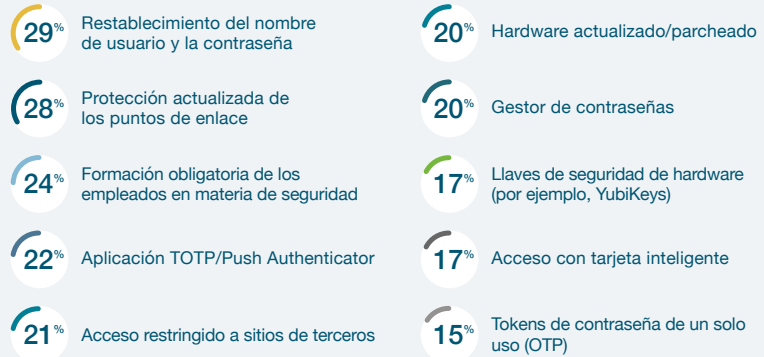 29%
Restablecimiento del nombre
de usuario y la contraseña
28%
Protección actualizada de
los puntos de enlace
24%
Formación obligatoria de los
empleados en materia de seguridad
22%
Aplicación TOTP/Push Authenticator
21%
Acceso restringido a sitios de terceros
20%
Hardware actualizado/parcheado
20%
Gestor de contraseñas
17%
Llaves de seguridad de hardware
(por ejemplo, YubiKeys)
17%
Acceso con tarjeta inteligente
15%
Tokens de contraseña de un solo
uso (OTP)